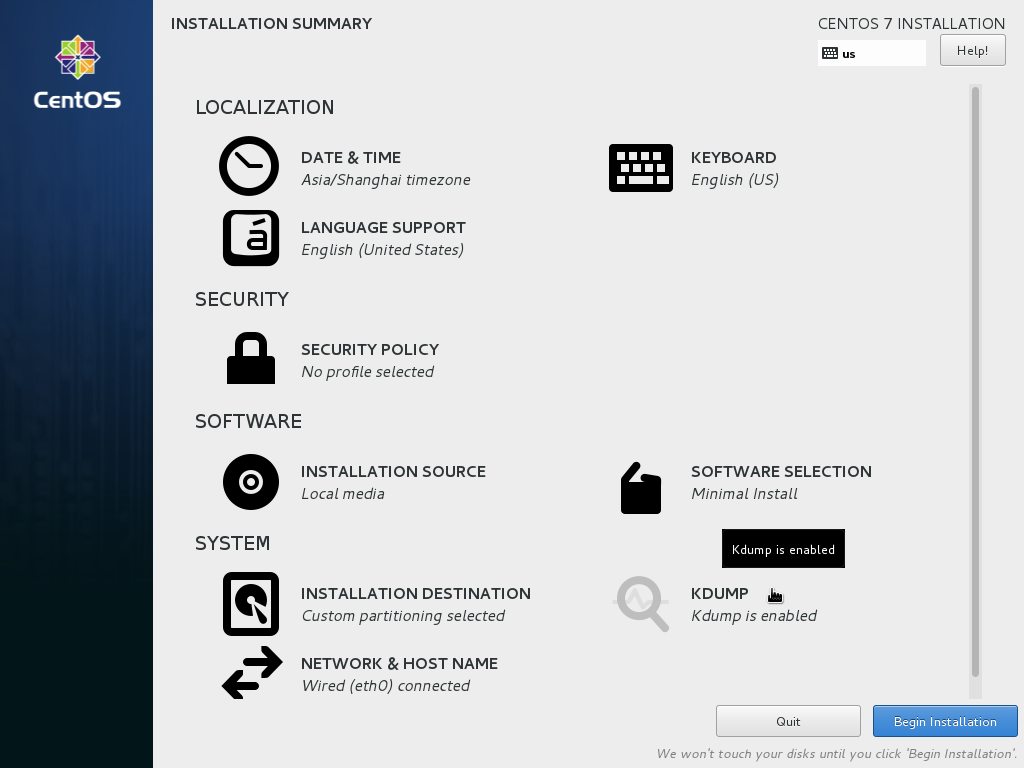 INSTALLATION SUMMARY
CENTOS 7 INSTALLATION
us
Help!
CentOS
LOCALIZATION
DATE & TIME
Asia/Shanghai timezone
KEYBOARD
English (US)
á
LANGUAGE SUPPORT
English (United States)
SECURITY
SECURITY POLICY
No profile selected
SOFTWARE
INSTALLATION SOURCE
Local media
SOFTWARE SELECTION
Minimal Install
SYSTEM
Kdump is enabled
INSTALLATION DESTINATION
Custom partitioning selected
KDUMP
Kdump is enabled
NETWORK & HOST NAME
Wired (eth0) connected
Quit
Begin Installation
We won't touch your disks until you click 'Begin Installation'.